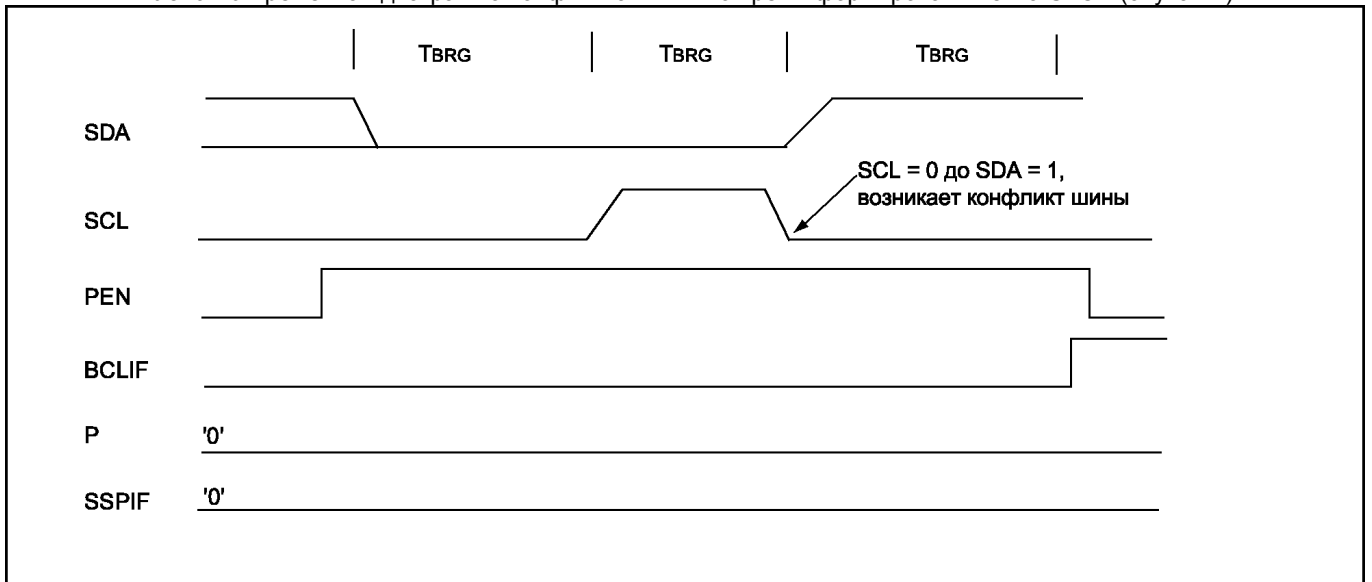 TBRG TBRG TBRG
SDA
SCL = 0 до SDA = 1,
возникает конфликт шины
SCL
PEN
BCLIF
P '0'
SSPIF '0'